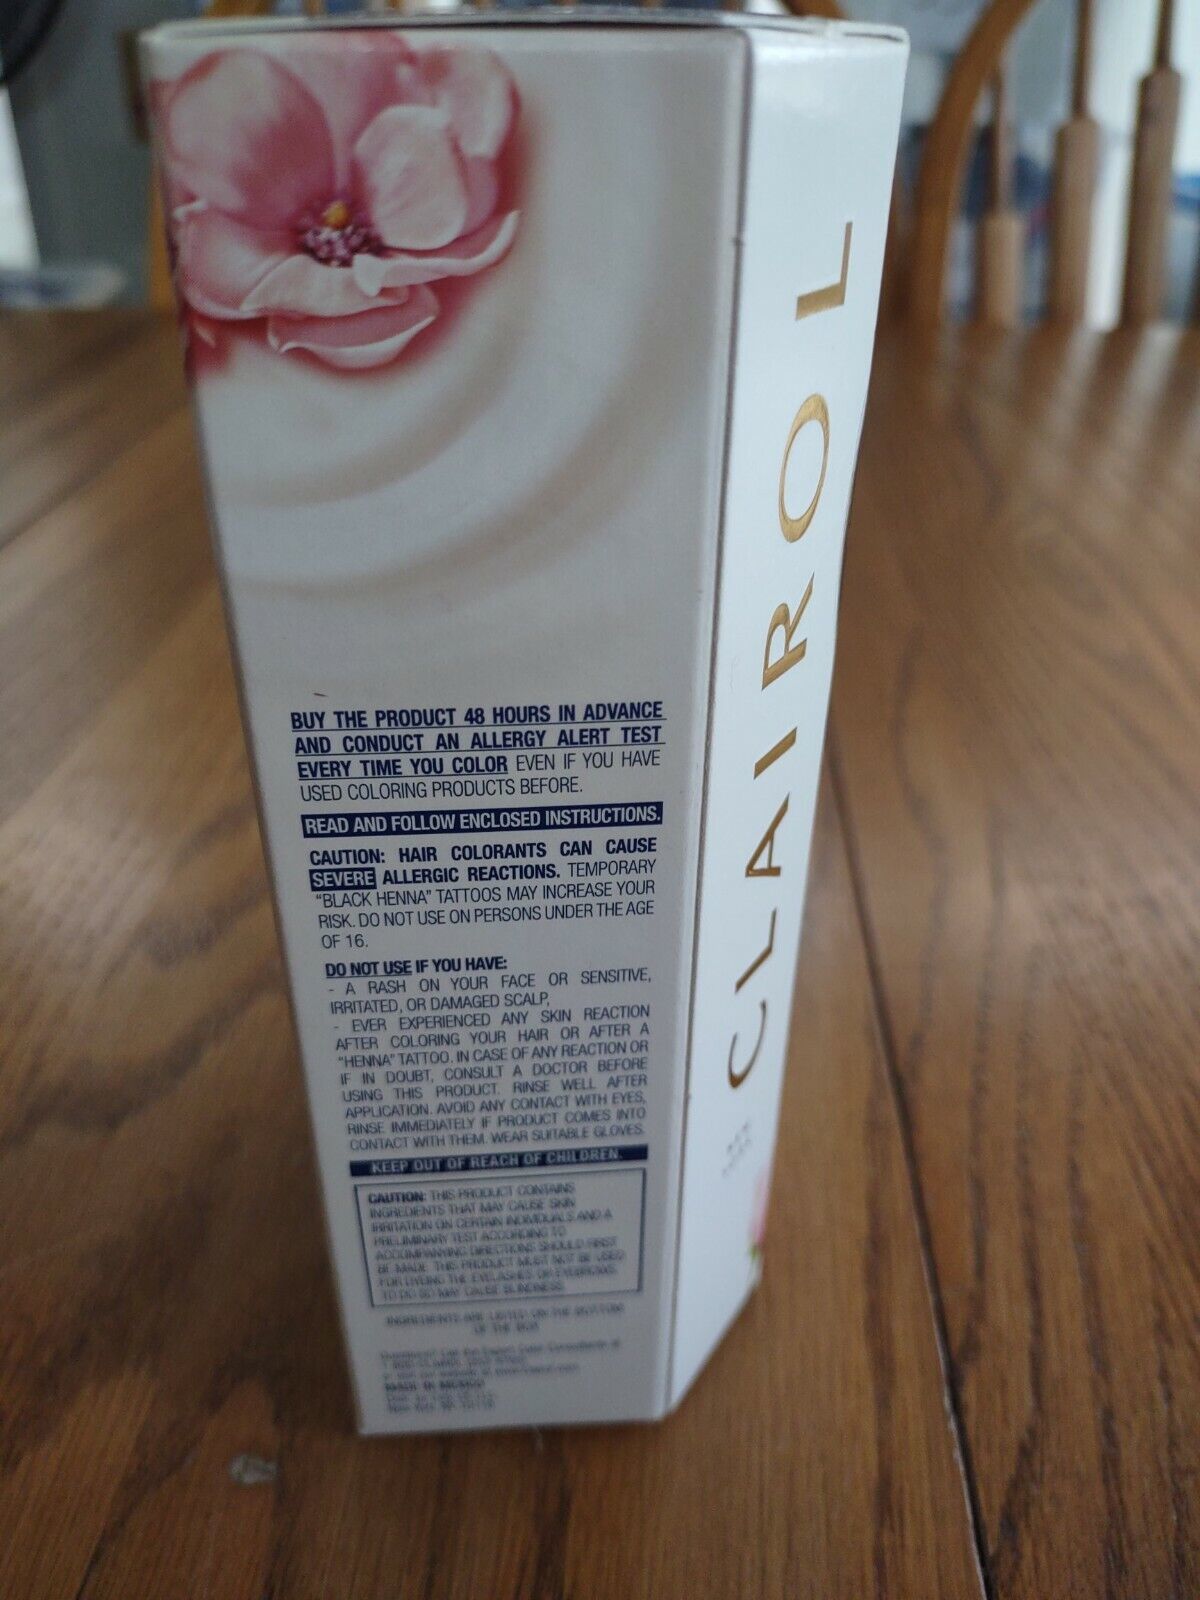 BUY THE PRODUCT 48 HOURS IN ADVANCE
AND CONDUCT AN ALLERGY ALERT TEST
EVERY TIME YOU COLOR EVEN IF YOU HAVE
USED COLORING PRODUCTS BEFORE.
READ AND FOLLOW ENCLOSED INSTRUCTIONS.
CAUTION: HAIR COLORANTS CAN CAUSE
SEVERE ALLERGIC REACTIONS. TEMPORARY
“BLACK HENNA” TATTOOS MAY INCREASE YOUR
RISK. DO NOT USE ON PERSONS UNDER THE AGE
OF 16.
DO NOT USE IF YOU HAVE:
- A RASH ON YOUR FACE OR SENSITIVE,
IRRITATED, OR DAMAGED SCALP,
- EVER EXPERIENCED ANY SKIN REACTION
AFTER COLORING YOUR HAIR OR AFTER A
“HENNA” TATTOO. IN CASE OF ANY REACTION OR
IF IN DOUBT, CONSULT A DOCTOR BEFORE
USING THIS PRODUCT. RINSE WELL AFTER
APPLICATION. AVOID ANY CONTACT WITH EYES,
RINSE IMMEDIATELY IF PRODUCT COMES INTO
CONTACT WITH THEM. WEAR SUITABLE GLOVES.
KEEP OUT OF REACH OF CHILDREN.
CAUTION: THIS PRODUCT CONTAINS
INGREDIENTS THAT MAY CAUSE SKIN
IRRITATION ON CERTAIN INDIVIDUALS AND A
PRELIMINARY TEST ACCORDING TO
ACCOMPANYING DIRECTIONS SHOULD FIRST
BE MADE. THIS PRODUCT MUST NOT BE USED
FOR DYEING THE EYELASHES OR EYEBROWS.
TO DO SO MAY CAUSE BLINDNESS.
INGREDIENTS ARE LISTED ON THE BOTTOM
OF THE BOX
MADE IN MEXICO
CLAIROL